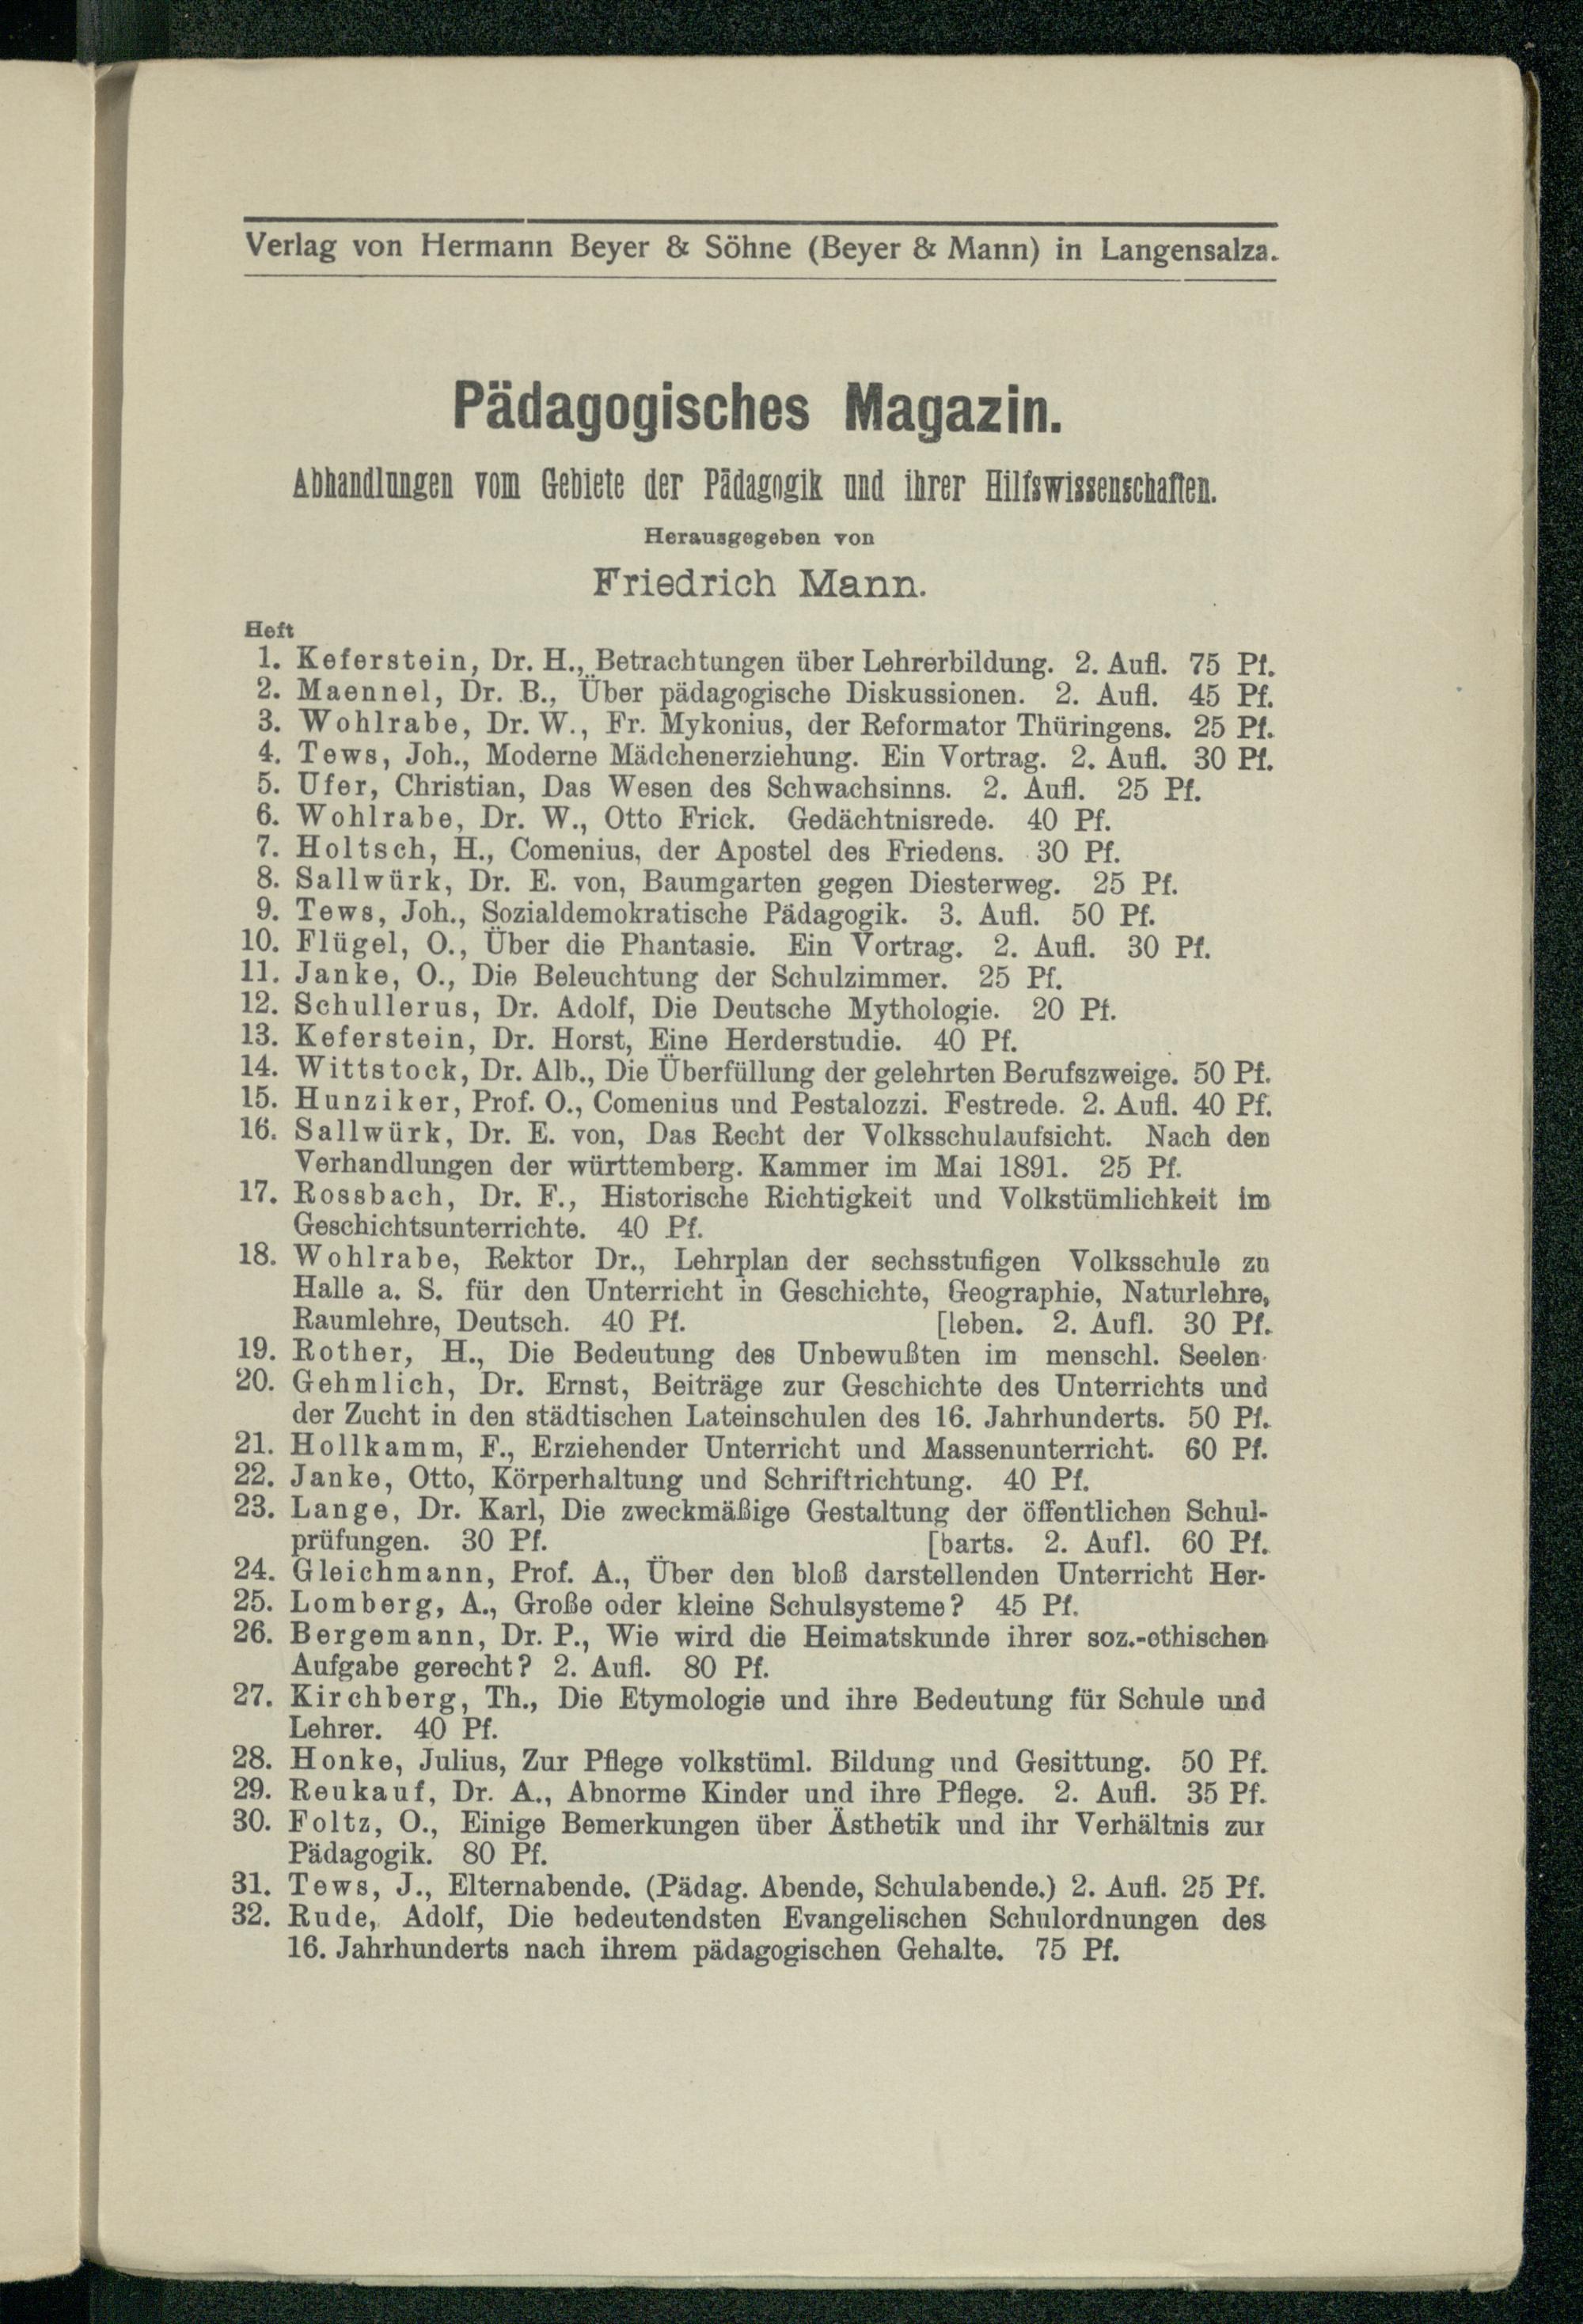 Verlag von Hermann Beyer & Söhne (Beyer & Mann) in Langensalza.
Pädagogisches Magazin.
Abhandlungen vom Gebiete der Pädagogik und ihrer Hilfswissenschaften.
Herausgegeben von
Friedrich Mann.
Heft
1. Keferstein, Dr. H., Betrachtungen über Lehrerbildung. 2. Aufl. 75 Pf.
2. Maennel, Dr. B., Über pädagogische Diskussionen. 2. Aufl. 45 Pf.
3. Wohlrabe, Dr. W., Fr. Mykonius, der Reformator Thüringens. 25 Pf.
4. Tews, Joh., Moderne Mädchenerziehung. Ein Vortrag. 2. Aufl. 30 Pf.
5. Ufer, Christian, Das Wesen des Schwachsinns. 2. Aufl. 25 Pf.
6. Wohlrabe, Dr. W., Otto Frick. Gedächtnisrede. 40 Pf.
7. Holtsch, H., Comenius, der Apostel des Friedens. 30 Pf.
8. Sallwürk, Dr. E. von, Baumgarten gegen Diesterweg. 25 Pf.
9. Tews, Joh., Sozialdemokratische Pädagogik. 3. Aufl. 50 Pf.
10. Flügel, O., Über die Phantasie. Ein Vortrag. 2. Aufl. 30 Pf.
11. Janke, O., Die Beleuchtung der Schulzimmer. 25 Pf.
12. Schullerus, Dr. Adolf, Die Deutsche Mythologie. 20 Pf.
13. Keferstein, Dr. Horst, Eine Herderstudie. 40 Pf.
14. Wittstock, Dr. Alb., Die Überfüllung der gelehrten Berufszweige. 50 Pf.
15. Hunziker, Prof. O., Comenius und Pestalozzi. Festrede. 2. Aufl. 40 Pf.
16. Sallwürk, Dr. E. von, Das Recht der Volksschulaufsicht. Nach den
Verhandlungen der württemberg. Kammer im Mai 1891. 25 Pf.
17. Rossbach, Dr. F., Historische Richtigkeit und Volkstümlichkeit im
Geschichtsunterrichte. 40 Pf.
18. Wohlrabe, Rektor Dr., Lehrplan der sechsstufigen Volksschule zu
Halle a. S. für den Unterricht in Geschichte, Geographie, Naturlehre,
Raumlehre, Deutsch. 40 Pf. [leben. 2. Aufl. 30 Pf.
19. Rother, H., Die Bedeutung des Unbewußten im menschl. Seelen-
20. Gehmlich, Dr. Ernst, Beiträge zur Geschichte des Unterrichts und
der Zucht in den städtischen Lateinschulen des 16. Jahrhunderts. 50 Pf.
21. Hollkamm, F., Erziehender Unterricht und Massenunterricht. 60 Pf.
22. Janke, Otto, Körperhaltung und Schriftrichtung. 40 Pf.
23. Lange, Dr. Karl, Die zweckmäßige Gestaltung der öffentlichen Schul-
prüfungen. 30 Pf. [barts. 2. Aufl. 60 Pf.
24. Gleichmann, Prof. A., Über den bloß darstellenden Unterricht Her-
25. Lomberg, A., Große oder kleine Schulsysteme? 45 Pf.
26. Bergemann, Dr. P., Wie wird die Heimatskunde ihrer soz.-ethischen
Aufgabe gerecht? 2. Aufl. 80 Pf.
27. Kirchberg, Th., Die Etymologie und ihre Bedeutung für Schule und
Lehrer. 40 Pf.
28. Honke, Julius, Zur Pflege volkstüml. Bildung und Gesittung. 50 Pf.
29. Reukauf, Dr. A., Abnorme Kinder und ihre Pflege. 2. Aufl. 35 Pf.
30. Foltz, O., Einige Bemerkungen über Ästhetik und ihr Verhältnis zur
Pädagogik. 80 Pf.
31. Tews, J., Elternabende. (Pädag. Abende, Schulabende.) 2. Aufl. 25 Pf.
32. Rude, Adolf, Die bedeutendsten Evangelischen Schulordnungen des
16. Jahrhunderts nach ihrem pädagogischen Gehalte. 75 Pf.